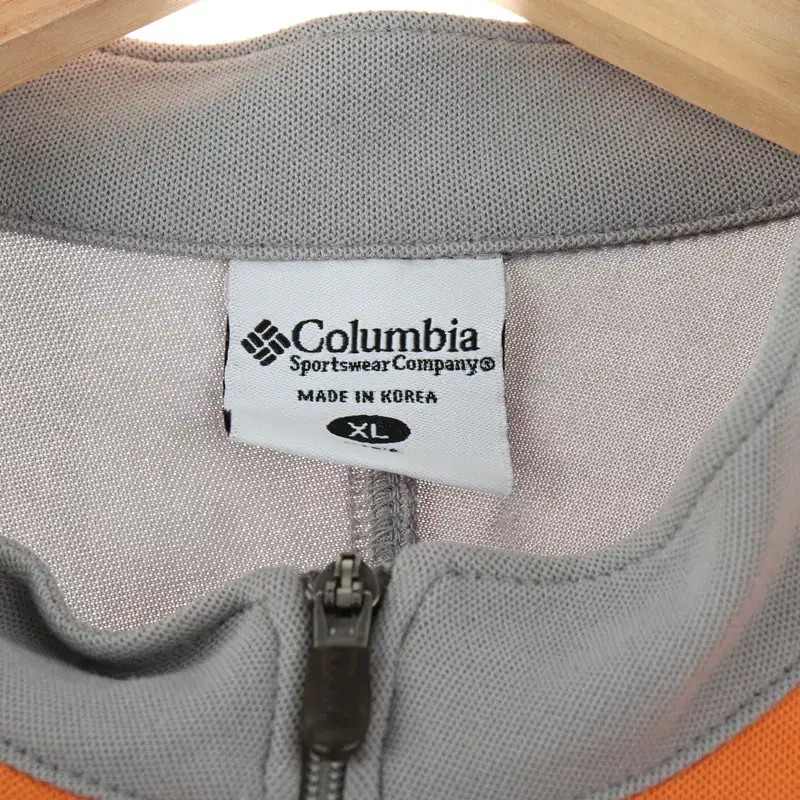 Columbia
Sportswear Company®
MADE IN KOREA
XL